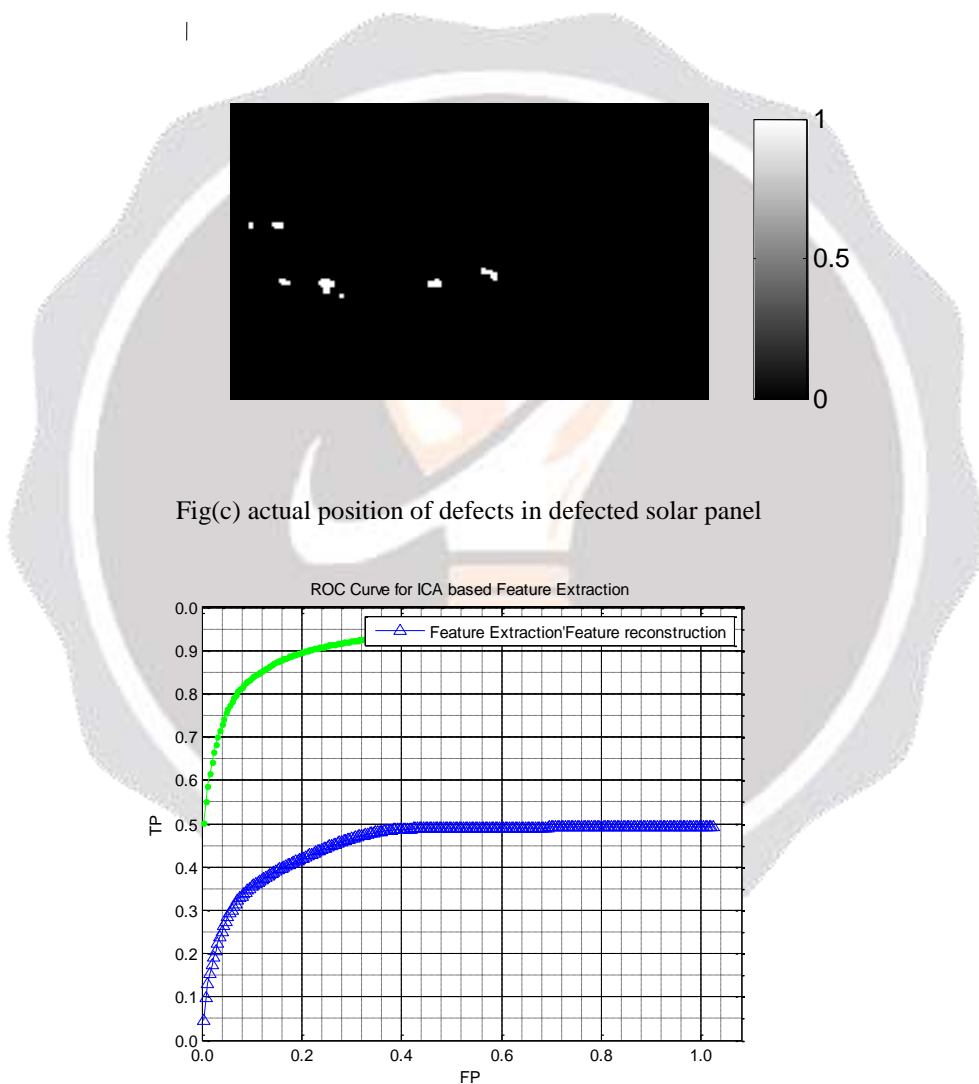 1
0.5
0
Fig(c) actual position of defects in defected solar panel
ROC Curve for ICA based Feature Extraction
Feature Extraction'Feature reconstruction
0.0
0.9
0.8
0.7
0.6
0.5
0.4
0.3
0.2
0.1
0.0
TP
0.0 0.2 0.4 0.6 0.8 1.0
FP